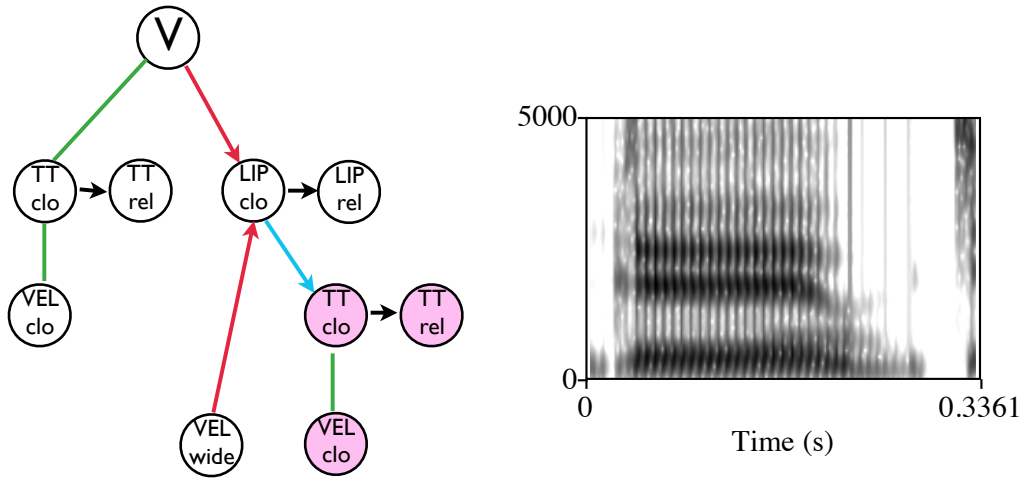 V
TT
clo
TT
rel
LIP
clo
LIP
rel
VEL
clo
TT
clo
TT
rel
VEL
wide
VEL
clo
5000
0
0
0.3361
Time (s)